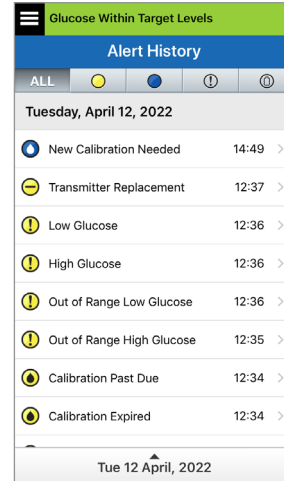 Glucose Within Target Levels
Alert History
ALL
Tuesday, April 12, 2022
New Calibration Needed 14:49
Transmitter Replacement 12:37
Low Glucose 12:36
High Glucose 12:36
Out of Range Low Glucose 12:36
Out of Range High Glucose 12:35
Calibration Past Due 12:34
Calibration Expired 12:34
Tue 12 April, 2022